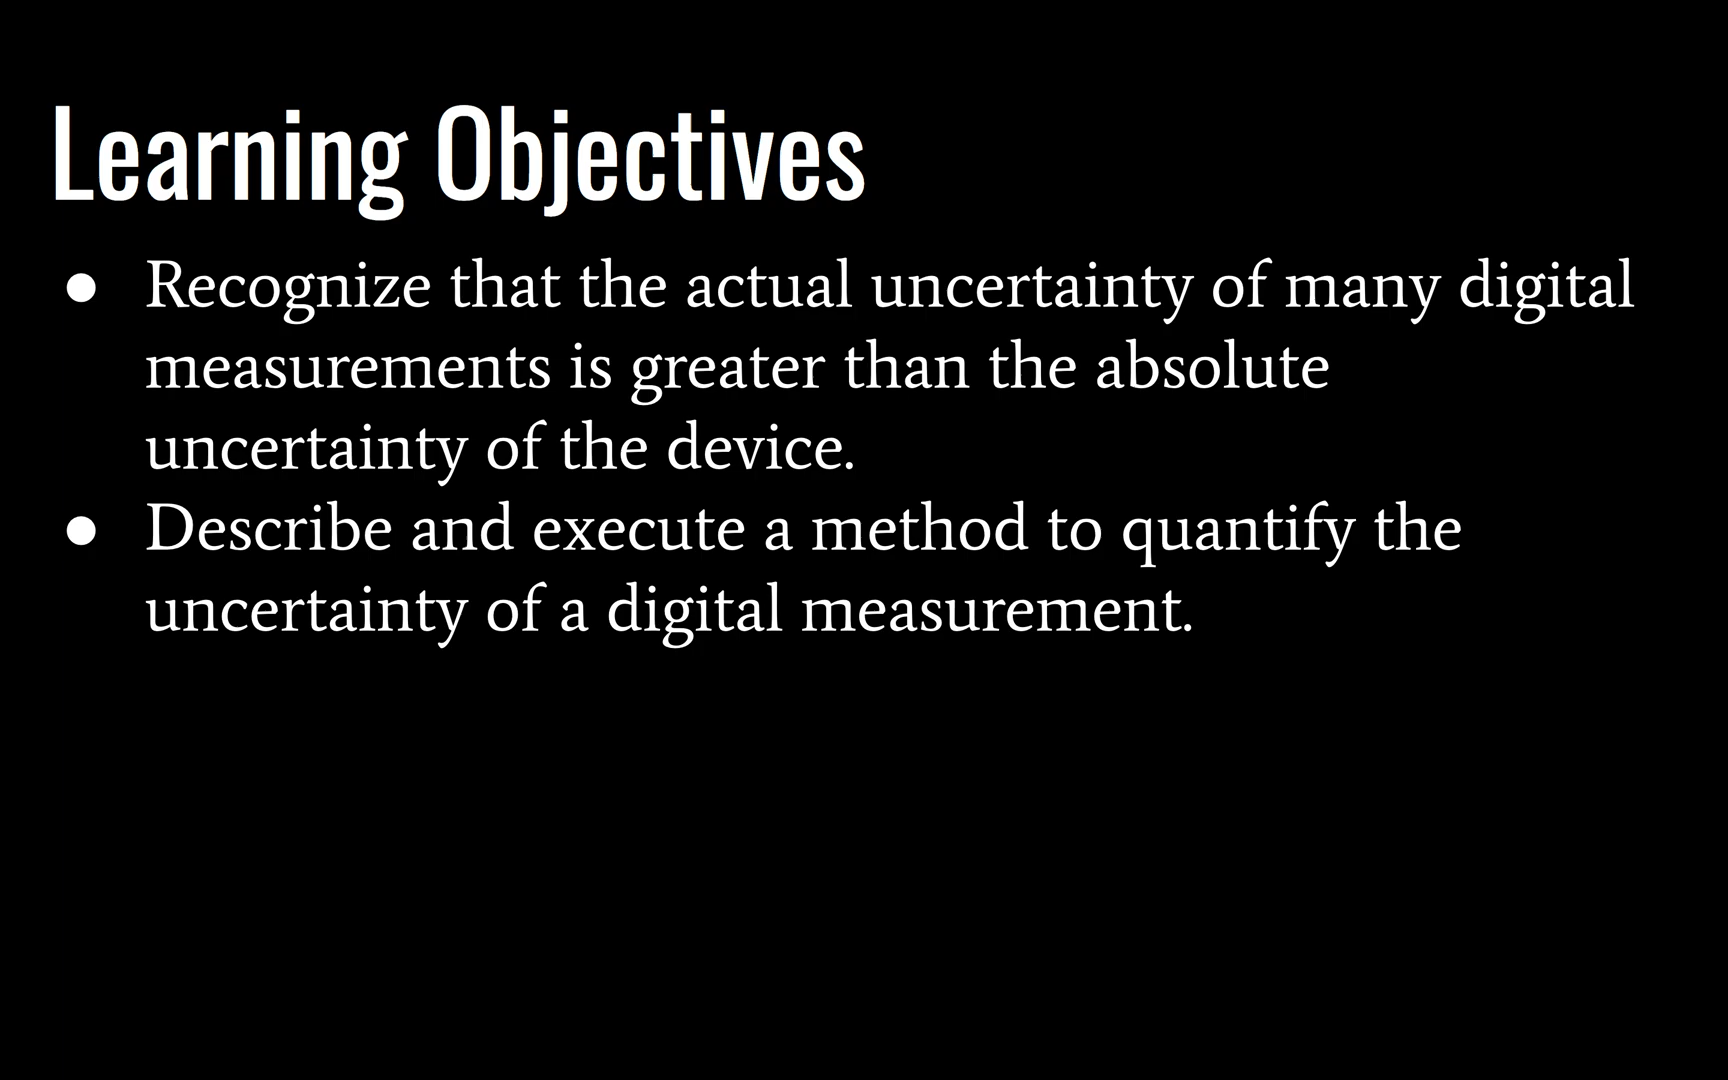 Learning Objectives
● Recognize that the actual uncertainty of many digital
measurements is greater than the absolute
uncertainty of the device.
● Describe and execute a method to quantify the
uncertainty of a digital measurement.